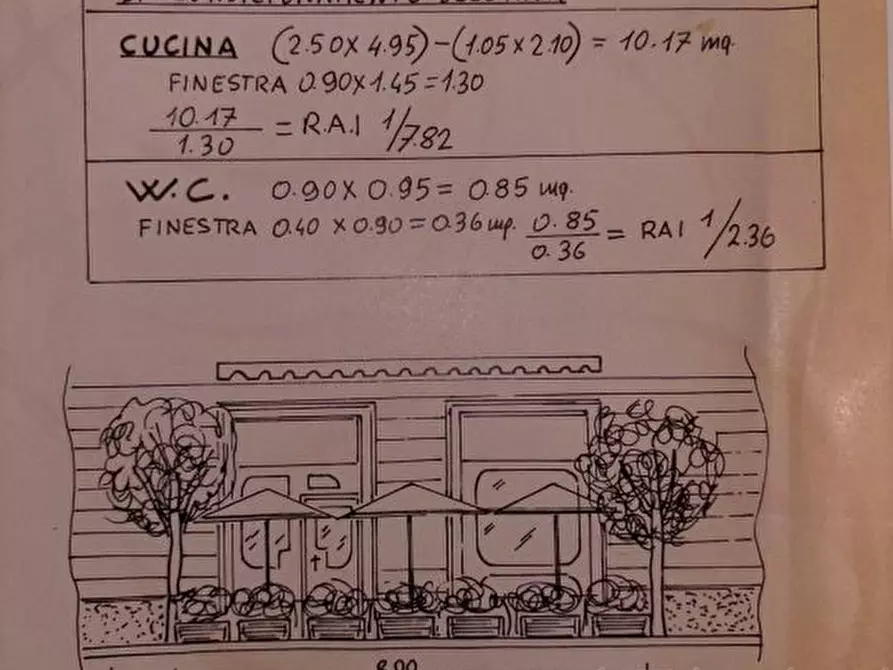 CUCINA (2.50 X 4.95) – (1.05 x 2.10) = 10.17 mq.
FINESTRA 0.90 x 1.45 = 1.30
10.17 / 1.30 = R.A.I 1/7.82
W.C. 0.90 X 0.95 = 0.85 mq.
FINESTRA 0.40 x 0.90 = 0.36 mq. 0.85 / 0.36 = RAI 1/2.36